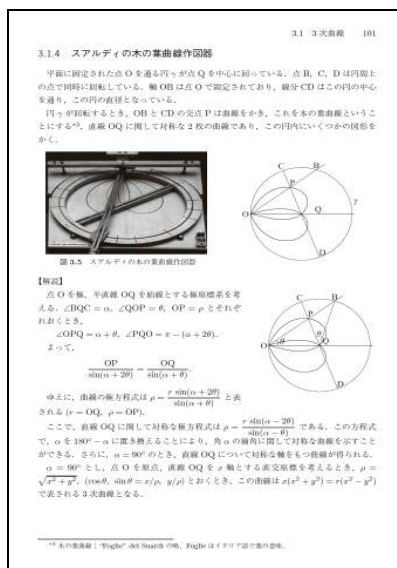 3.1 3次曲線 101
3.1.4 スアルディの木の葉曲線作図器
平面に固定された点Oを通る円γが点Qを中心に回っている。点B, C, Dは円周上
の点で同時に回転している。軸OBは点Oで固定されており, 線分CDはこの円の中心
を通り, この円の直径となっている。
円γが回転するとき, OBとCDの交点Pは曲線をかき, これを木の葉曲線というこ
とにする*3. 直線OQに関して対称な2枚の曲線であり, この円内にいくつかの図形を
かく。
C
B
P
O
Q
γ
D
図3.5 スアルディの木の葉曲線作図器
【解説】
点Oを極, 半直線OQを始線とする極座標系を考
える. ∠BQC = α, ∠QOP = θ, OP = ρ とそれぞ
れおくとき,
∠OPQ = α + θ, ∠PQO = π − (α + 2θ).
よって,
OP/sin(α + 2θ) = OQ/sin(α + θ).
C
B
P
α
O
θ
Q
D
ゆえに, 曲線の極方程式は ρ = r sin(α + 2θ)/sin(α + θ) と表
される (r = OQ, ρ = OP).
ここで, 直線OQに関して対称な極方程式は ρ = r sin(α − 2θ)/sin(α − θ) である. この方程式
で, αを180° − αに置き換えることにより, 角αの補角に関して対称な曲線を示すこと
ができる. さらに, α = 90° のとき, 直線OQについて対称な軸をもつ曲線が得られる.
α = 90° とし, 点Oを原点, 直線OQをx軸とする直交座標を考えるとき, ρ =
√x² + y², (cos θ, sin θ = x/ρ, y/ρ) とおくとき, この曲線は x(x² + y²) = r(x² − y²)
で表される3次曲線となる.
*3 木の葉曲線：“Foglie” del Suardi の略. Foglie はイタリア語で葉の意味.